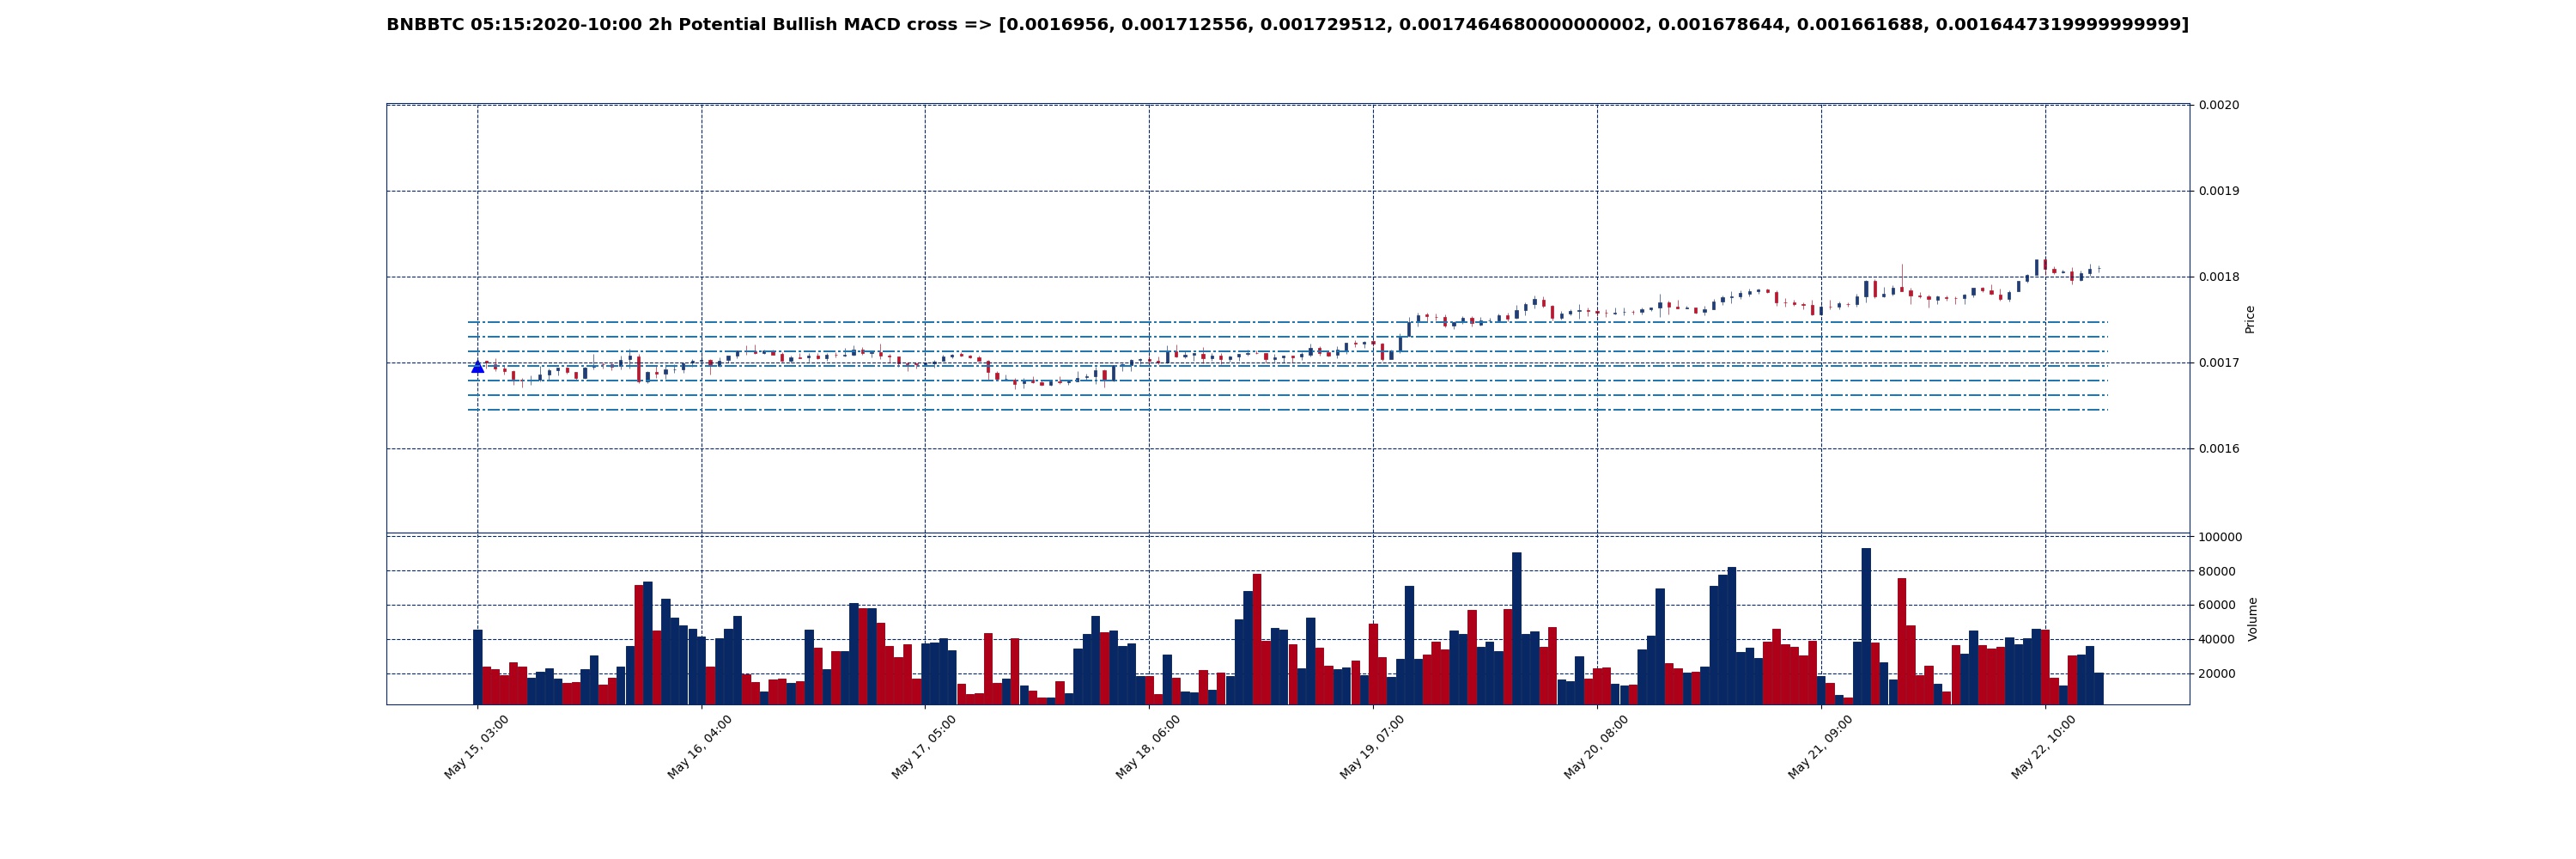 BNBBTC 05:15:2020-10:00 2h Potential Bullish MACD cross => [0.0016956, 0.001712556, 0.001729512, 0.0017464680000000002, 0.001678644, 0.001661688, 0.0016447319999999999]
0.0020
0.0019
0.0018
0.0017
0.0016
Price
100000
80000
60000
40000
20000
Volume
May 15, 03:00
May 16, 04:00
May 17, 05:00
May 18, 06:00
May 19, 07:00
May 20, 08:00
May 21, 09:00
May 22, 10:00